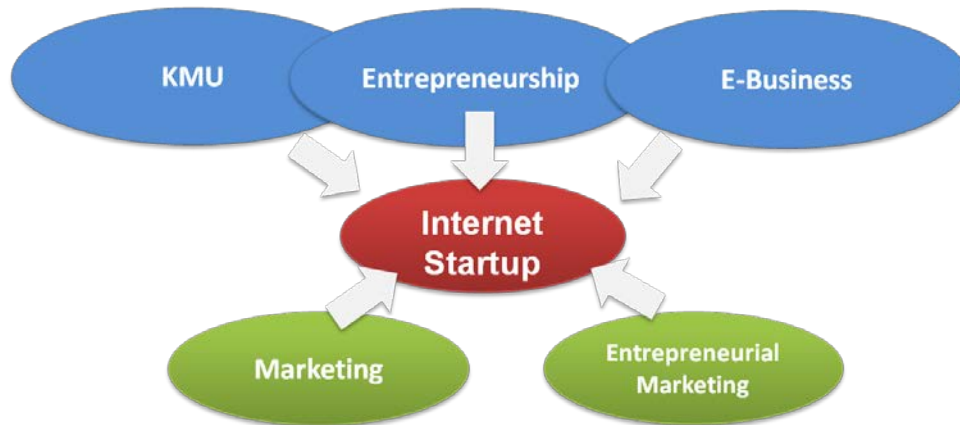 KMU
Entrepreneurship
E-Business
Internet
Startup
Marketing
Entrepreneurial
Marketing